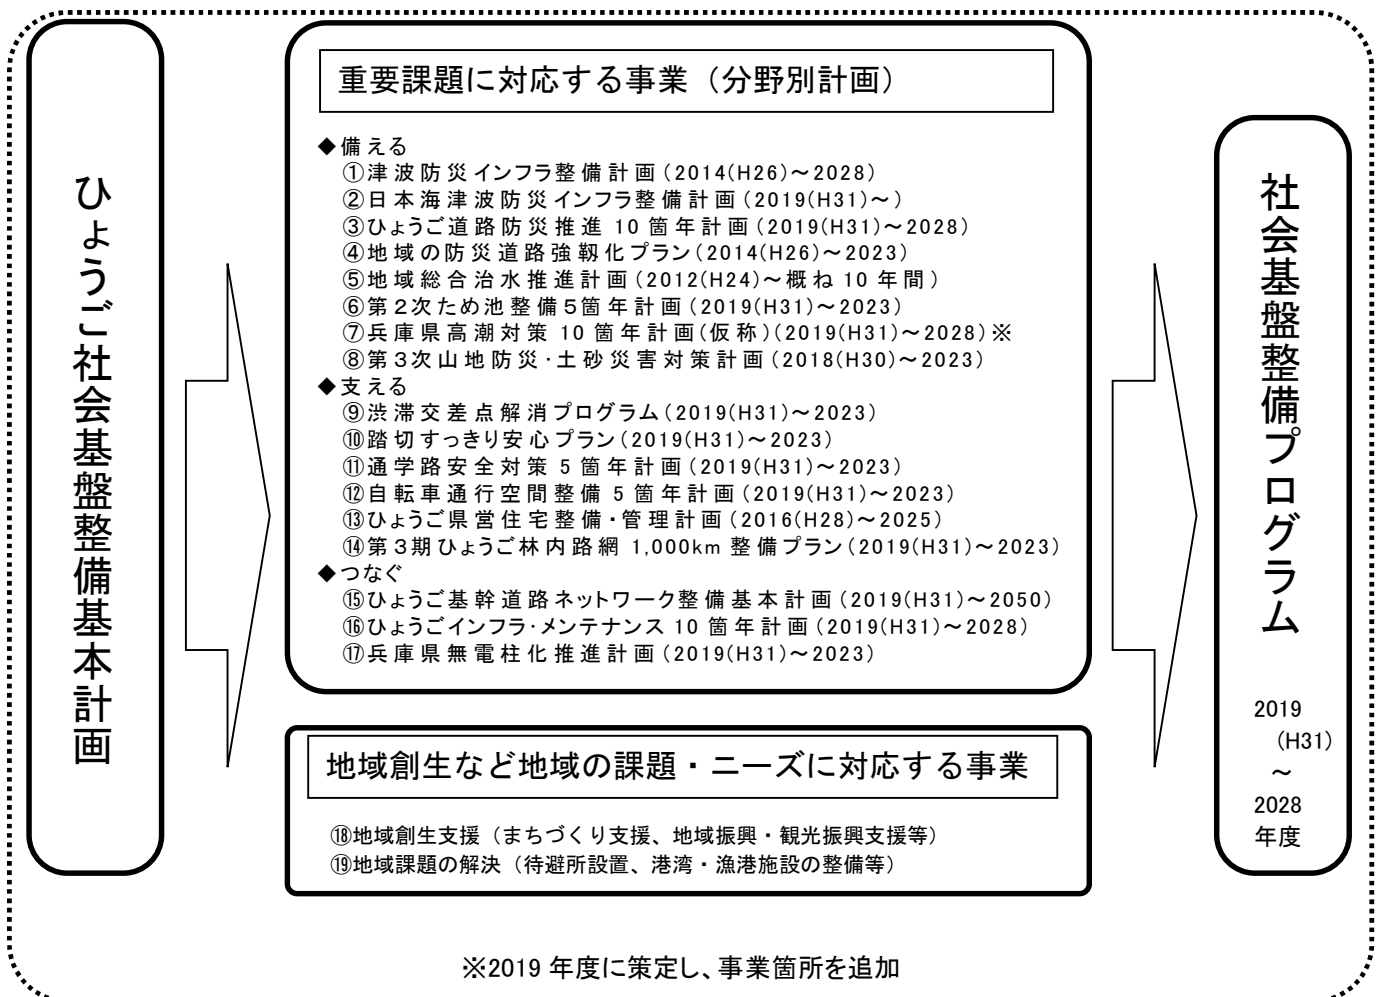 ひょうご社会基盤整備基本計画
重要課題に対応する事業（分野別計画）
◆備える
①津波防災インフラ整備計画（2014(H26)～2028）
②日本海津波防災インフラ整備計画（2019(H31)～）
③ひょうご道路防災推進 10 箇年計画（2019(H31)～2028）
④地域の防災道路強靱化プラン（2014(H26)～2023）
⑤地域総合治水推進計画（2012(H24)～概ね 10 年間）
⑥第２次ため池整備５箇年計画（2019(H31)～2023）
⑦兵庫県高潮対策 10 箇年計画(仮称)（2019(H31)～2028）※
⑧第３次山地防災・土砂災害対策計画（2018(H30)～2023）
◆支える
⑨渋滞交差点解消プログラム（2019(H31)～2023）
⑩踏切すっきり安心プラン（2019(H31)～2023）
⑪通学路安全対策 5 箇年計画（2019(H31)～2023）
⑫自転車通行空間整備 5 箇年計画（2019(H31)～2023）
⑬ひょうご県営住宅整備・管理計画（2016(H28)～2025）
⑭第３期ひょうご林内路網 1,000km 整備プラン（2019(H31)～2023）
◆つなぐ
⑮ひょうご基幹道路ネットワーク整備基本計画（2019(H31)～2050）
⑯ひょうごインフラ・メンテナンス 10 箇年計画（2019(H31)～2028）
⑰兵庫県無電柱化推進計画（2019(H31)～2023）
地域創生など地域の課題・ニーズに対応する事業
⑱地域創生支援（まちづくり支援、地域振興・観光振興支援等）
⑲地域課題の解決（待避所設置、港湾・漁港施設の整備等）
社会基盤整備プログラム
2019
(H31)
～
2028
年度
※2019 年度に策定し、事業箇所を追加